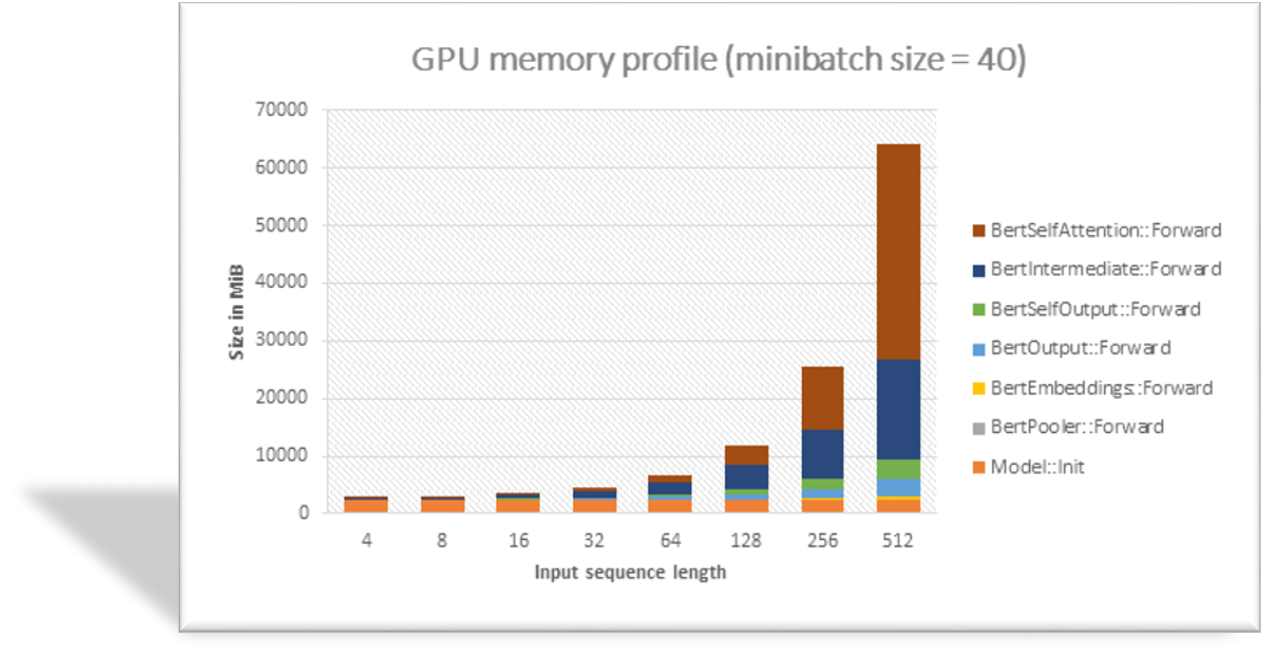 GPU memory profile (minibatch size = 40)
70000
60000
50000
40000
30000
20000
10000
0
Size in MiB
4 8 16 32 64 128 256 512
Input sequence length
BertSelfAttention::Forward
BertIntermediate::Forward
BertSelfOutput::Forward
BertOutput::Forward
BertEmbeddings::Forward
BertPooler::Forward
Model::Init